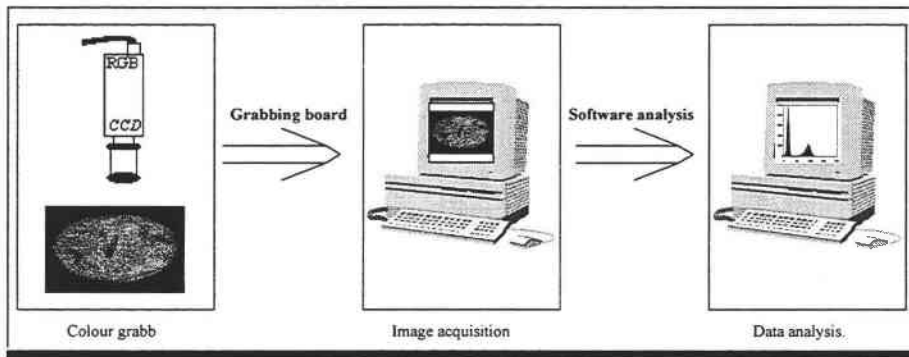 RGB
CCD
Grabbing board
Software analysis
Colour grabb
Image acquisition
Data analysis.